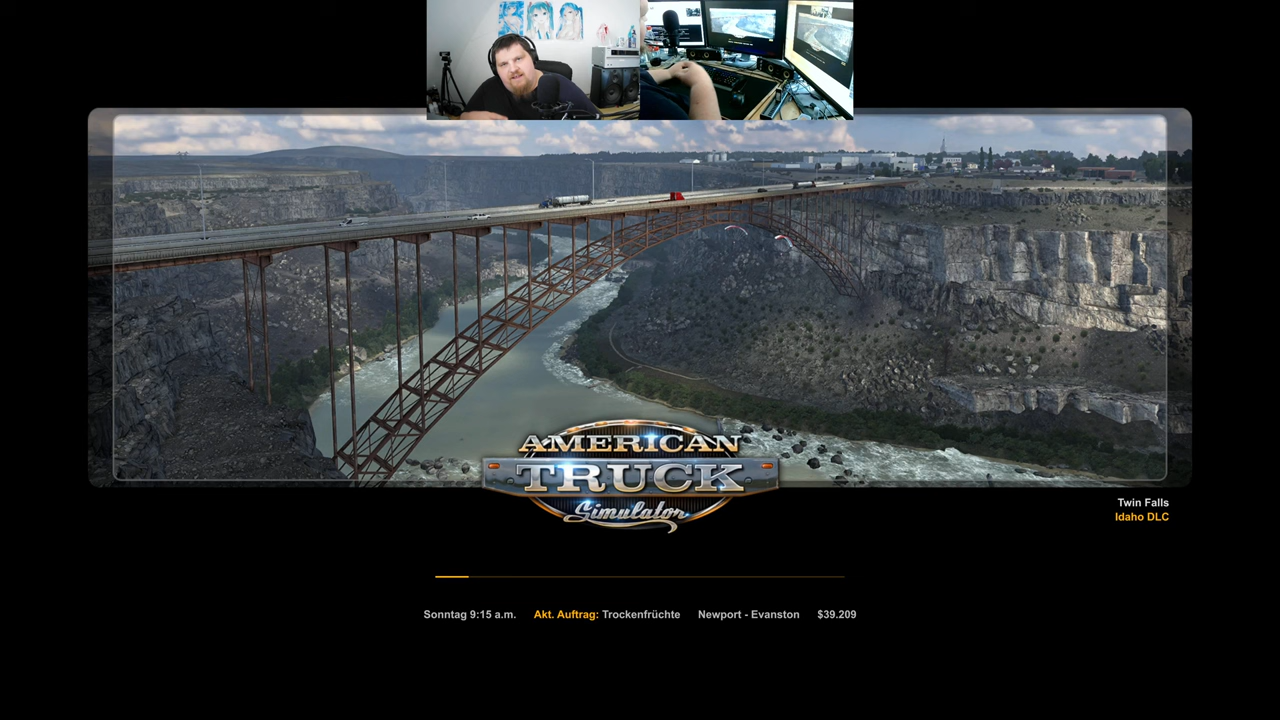 AMERICAN
TRUCK
Simulator
Twin Falls
Idaho DLC
Sonntag 9:15 a.m. Akt. Auftrag: Trockenfrüchte Newport - Evanston $39.209